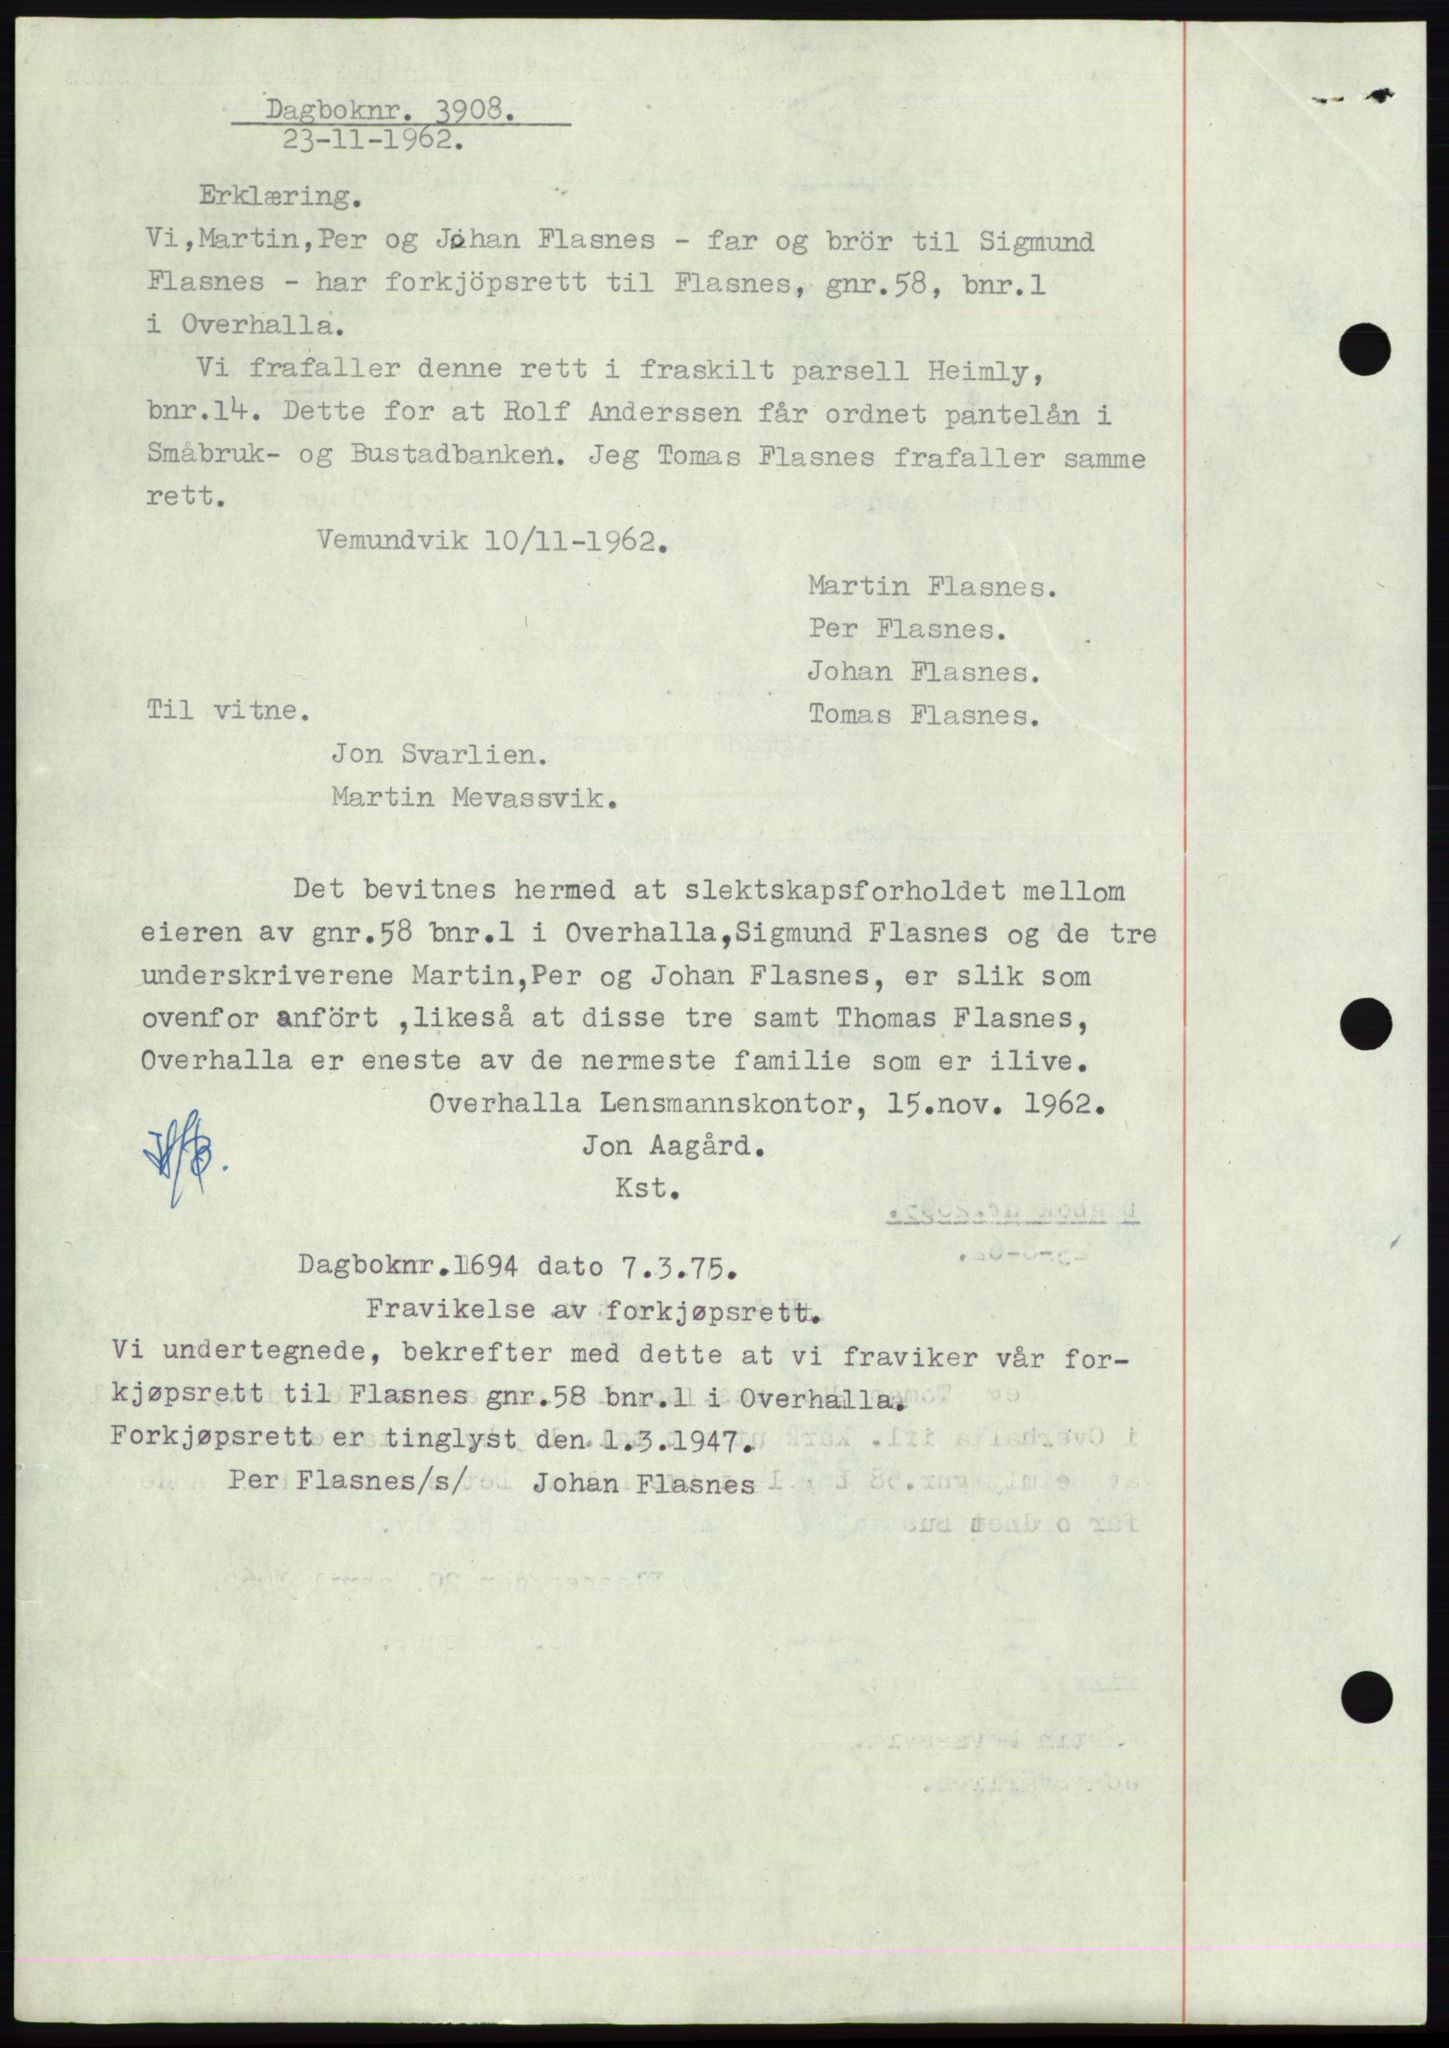 Dagboknr. 3908.
23-11-1962.
Erklæring.
Vi,Martin,Per og Johan Flasnes - far og brör til Sigmund
Flasnes - har forkjöpsrett til Flasnes, gnr.58, bnr.1
i Overhalla.
Vi frafaller denne rett i fraskilt parsell Heimly,
bnr.14. Dette for at Rolf Anderssen får ordnet pantelån i
Småbruk- og Bustadbanken. Jeg Tomas Flasnes frafaller samme
rett.
Vemundvik 10/11-1962.
Martin Flasnes.
Per Flasnes.
Johan Flasnes.
Tomas Flasnes.
Til vitne.
Jon Svarlien.
Martin Mevassvik.
Det bevitnes hermed at slektskapsforholdet mellom
eieren av gnr.58 bnr.1 i Overhalla,Sigmund Flasnes og de tre
underskriverene Martin,Per og Johan Flasnes, er slik som
ovenfor anfört ,likeså at disse tre samt Thomas Flasnes,
Overhalla er eneste av de nermeste familie som er ilive.
Overhalla Lensmannskontor, 15.nov. 1962.
Jon Aagård.
Kst.
Dagboknr.1694 dato 7.3.75.
Fravikelse av forkjøpsrett.
Vi undertegnede, bekrefter med dette at vi fraviker vår for-
kjøpsrett til Flasnes gnr.58 bnr.1 i Overhalla.
Forkjøpsrett er tinglyst den 1.3.1947.
Per Flasnes/s/ Johan Flasnes